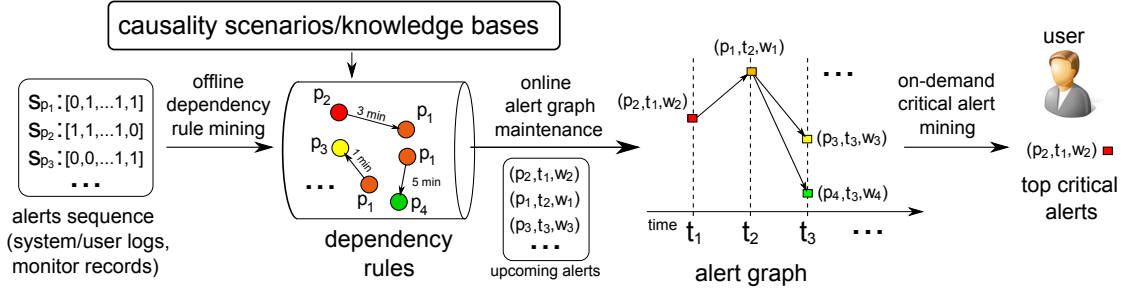 causality scenarios/knowledge bases
Sp1:[0,1,...1,1]
Sp2:[1,1,...1,0]
Sp3:[0,0,...1,1]
...
alerts sequence
(system/user logs,
monitor records)
offline
dependency
rule mining
p2
3 min
p1
p3
1 min
p1
p1
5 min
p4
...
dependency
rules
online
alert graph
maintenance
(p2,t1,w2)
(p1,t2,w1)
(p3,t3,w3)
...
upcoming alerts
(p2,t1,w2)
(p1,t2,w1)
...
(p3,t3,w3)
(p4,t3,w4)
time
t1
t2
t3
...
alert graph
on-demand
critical alert
mining
user
(p2,t1,w2)
top critical
alerts